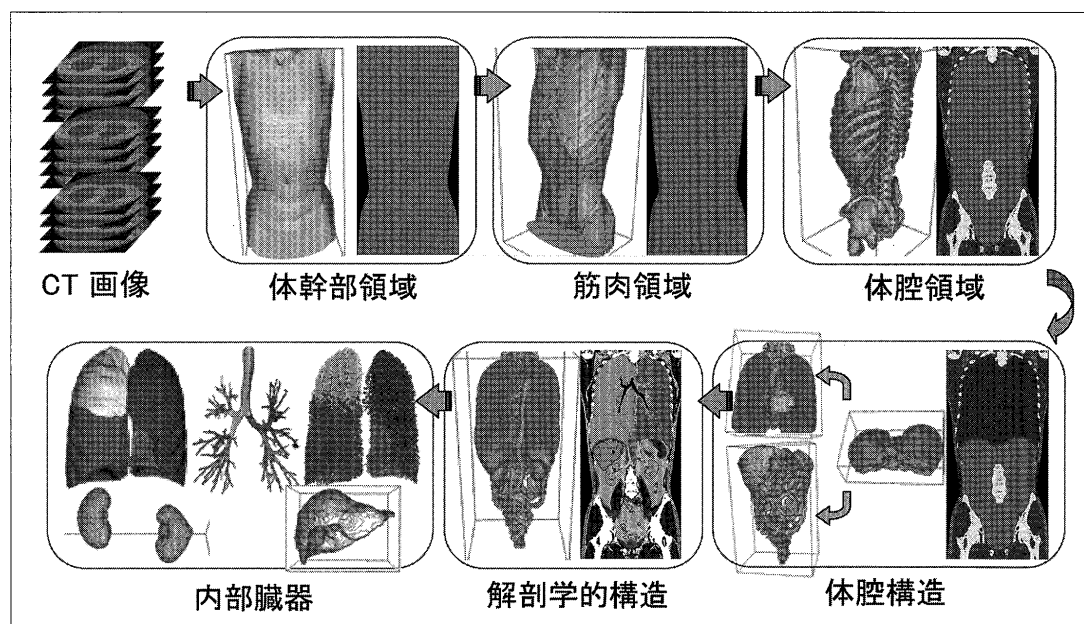 CT 画像
体幹部領域
筋肉領域
体腔領域
内部臓器
解剖学的構造
体腔構造